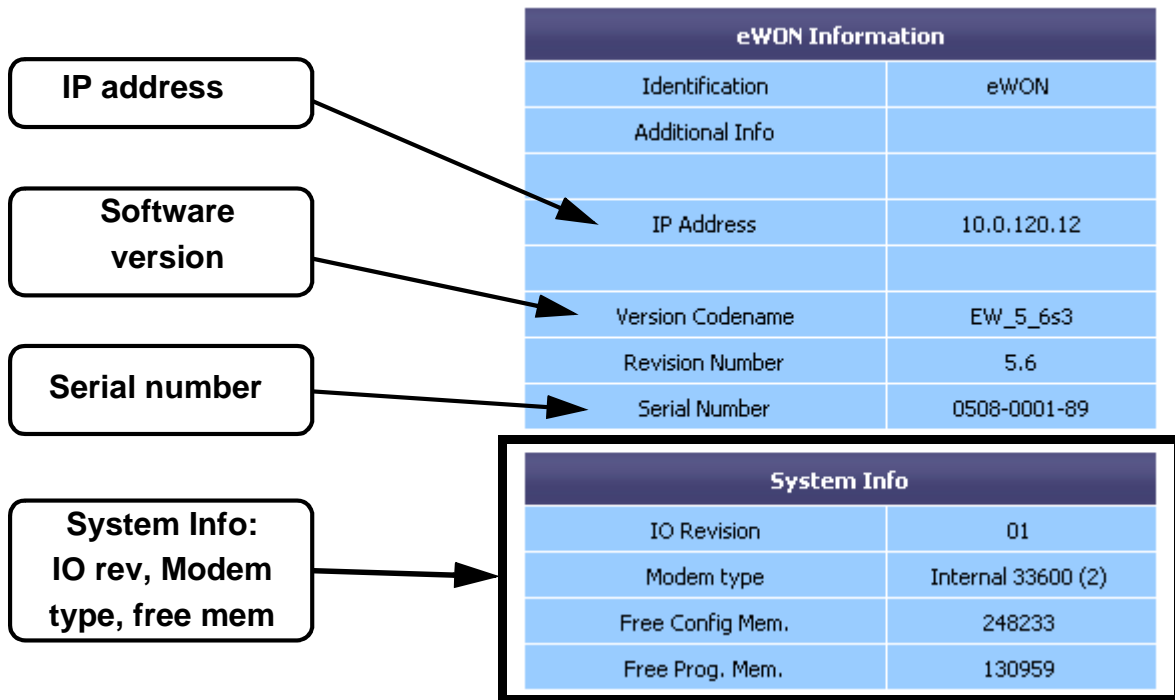 IP address
Software
version
Serial number
System Info:
IO rev, Modem
type, free mem
eWON Information
Identification eWON
Additional Info
IP Address 10.0.120.12
Version Codename EW_5_6s3
Revision Number 5.6
Serial Number 0508-0001-89
System Info
IO Revision 01
Modem type Internal 33600 (2)
Free Config Mem. 248233
Free Prog. Mem. 130959